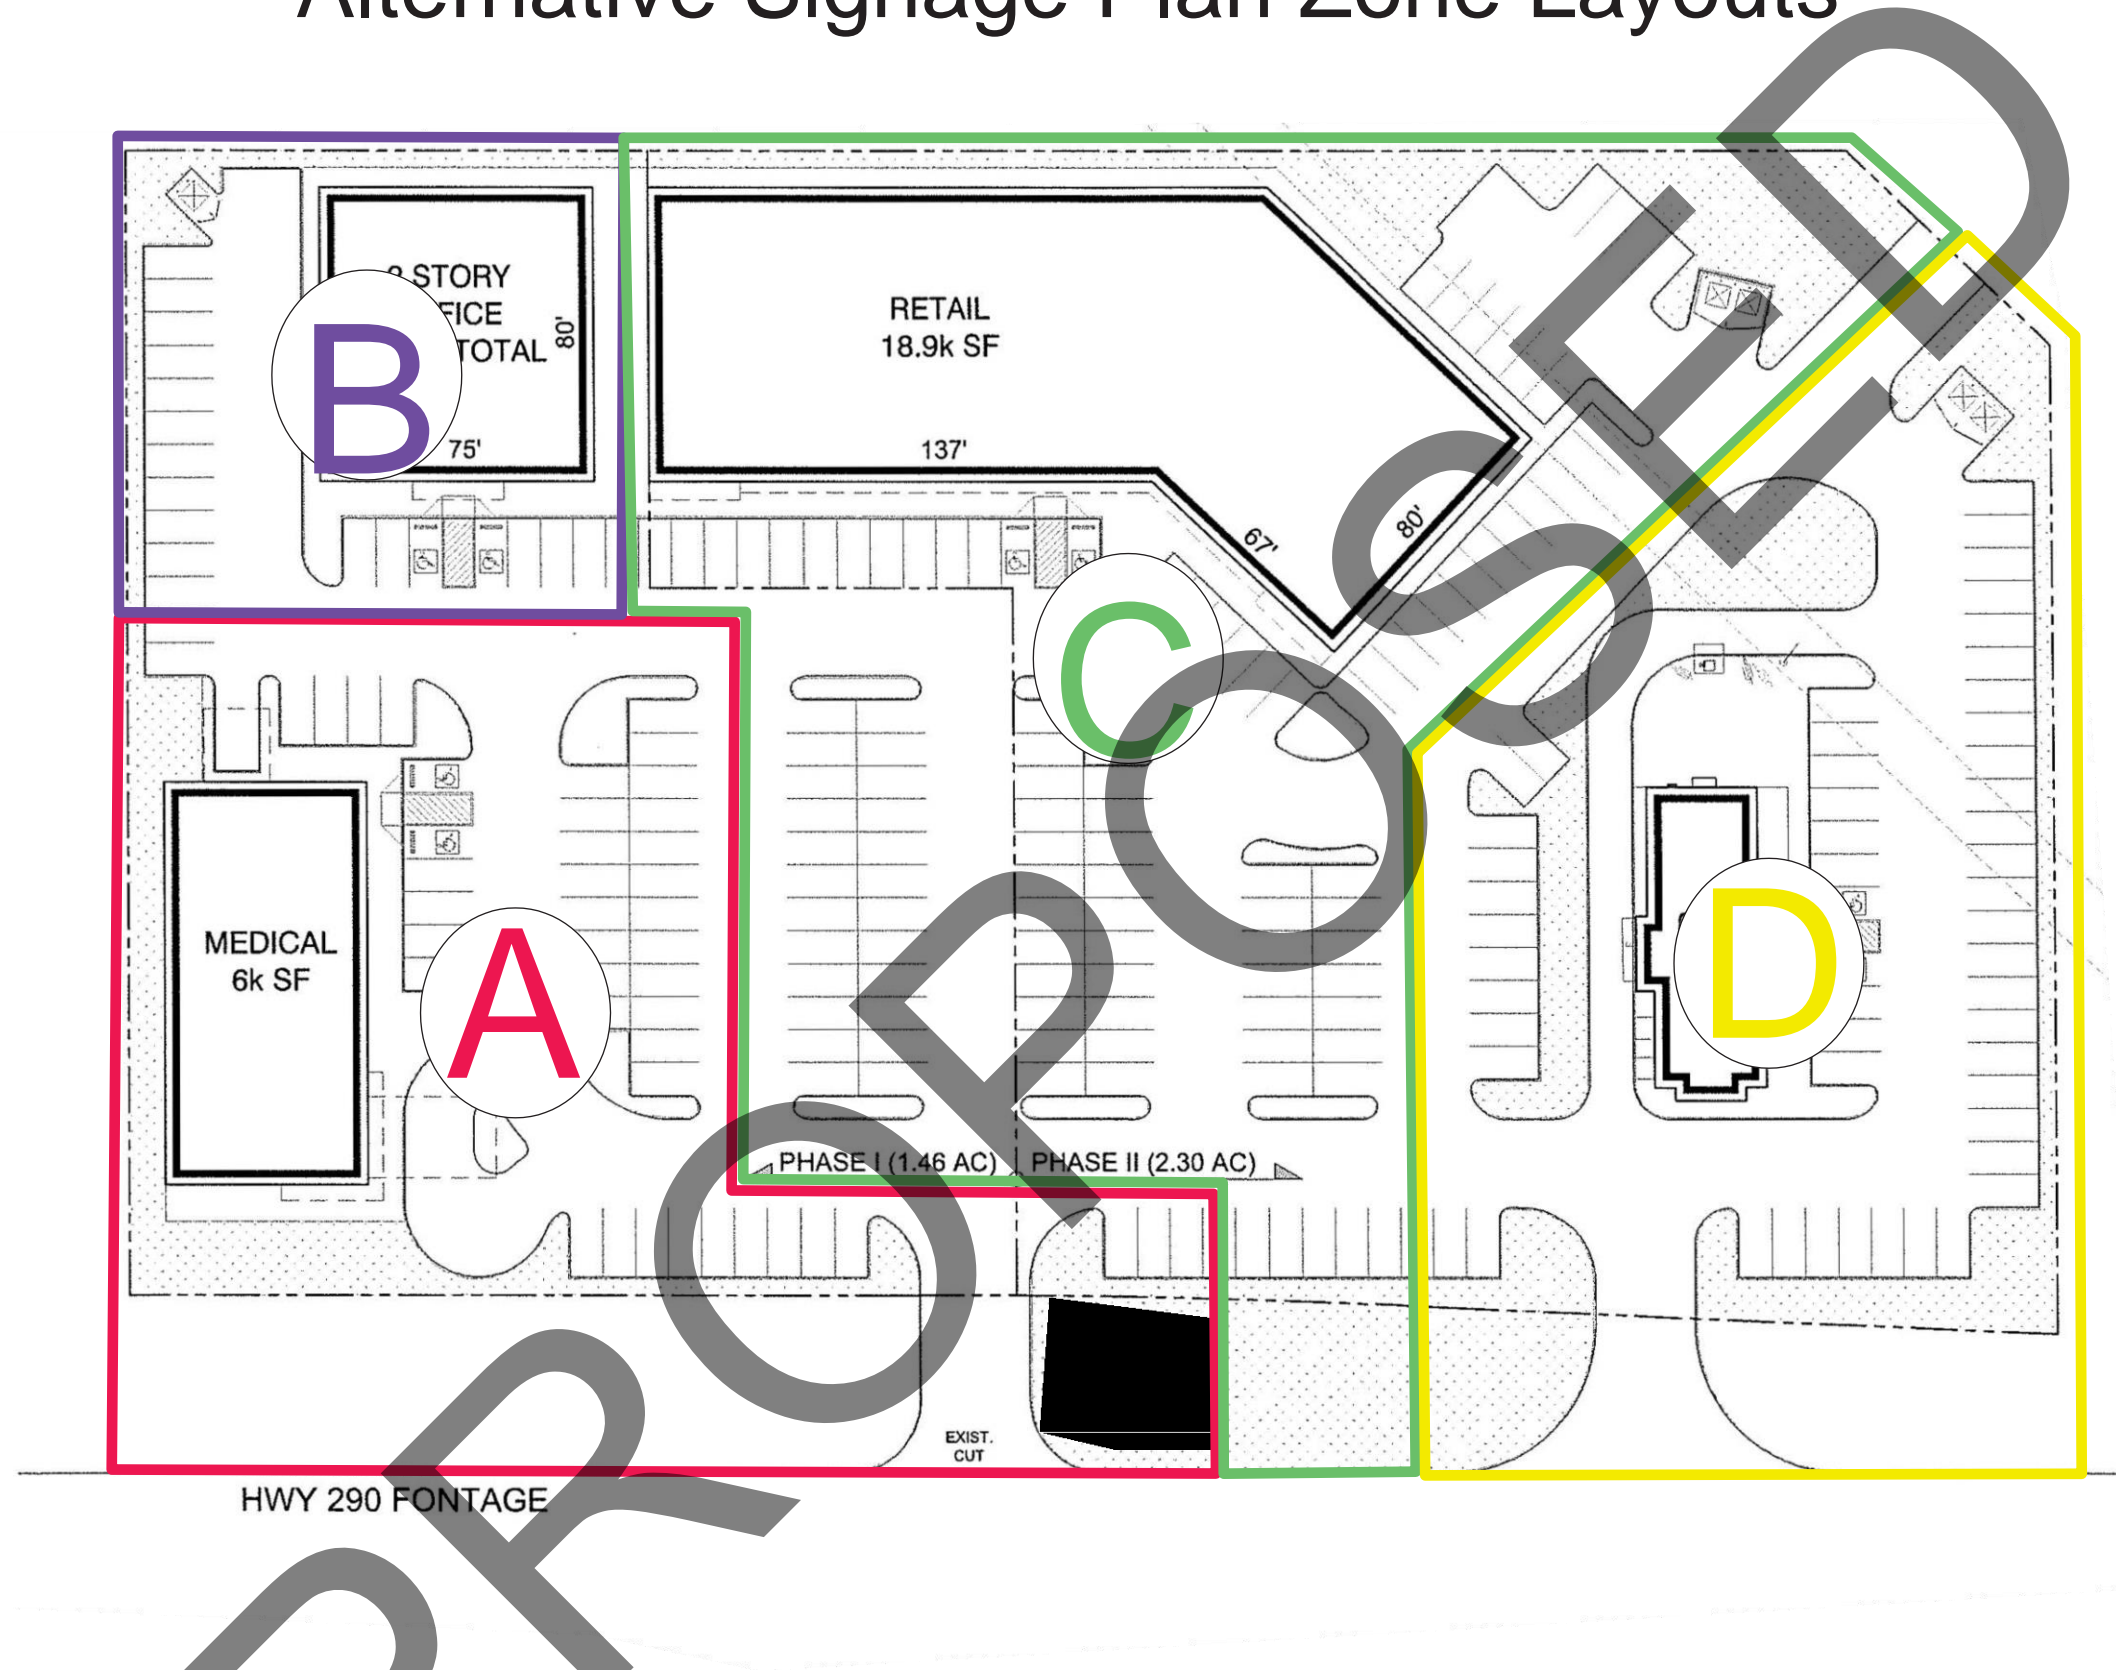 Alternative Signage Plan Zone Layouts
STORY
TOTAL
80'
75'
B
RETAIL
18.9k SF
137'
67'
80'
C
MEDICAL
6k SF
A
D
PHASE I (1.46 AC)
PHASE II (2.30 AC)
EXIST.
CUT
HWY 290 FONTAGE
PROPOSED